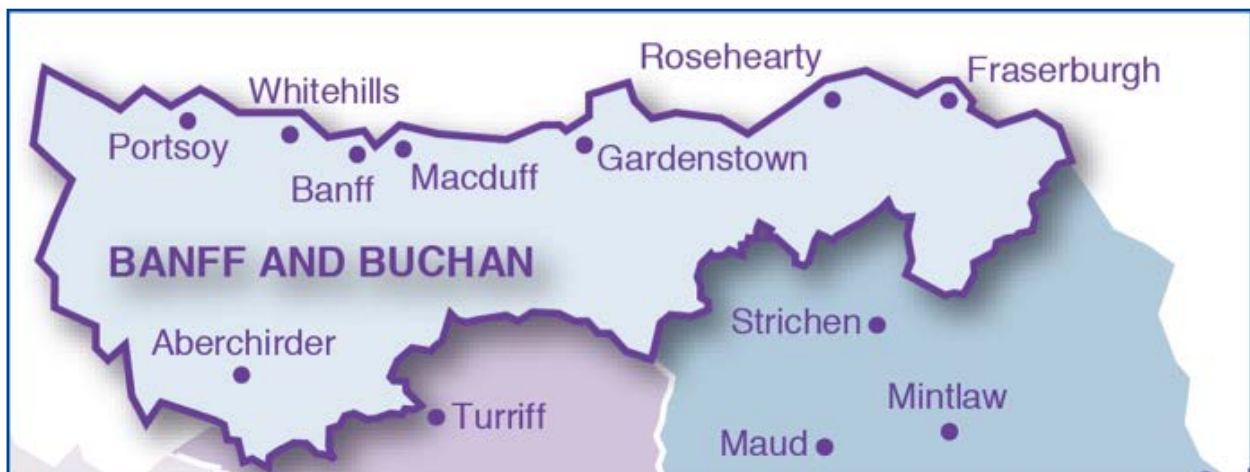 Rosehearty
Fraserburgh
Whitehills
Portsoy
Gardenstown
Banff
Macduff
BANFF AND BUCHAN
Strichen
Aberchirder
Mintlaw
Turriff
Maud